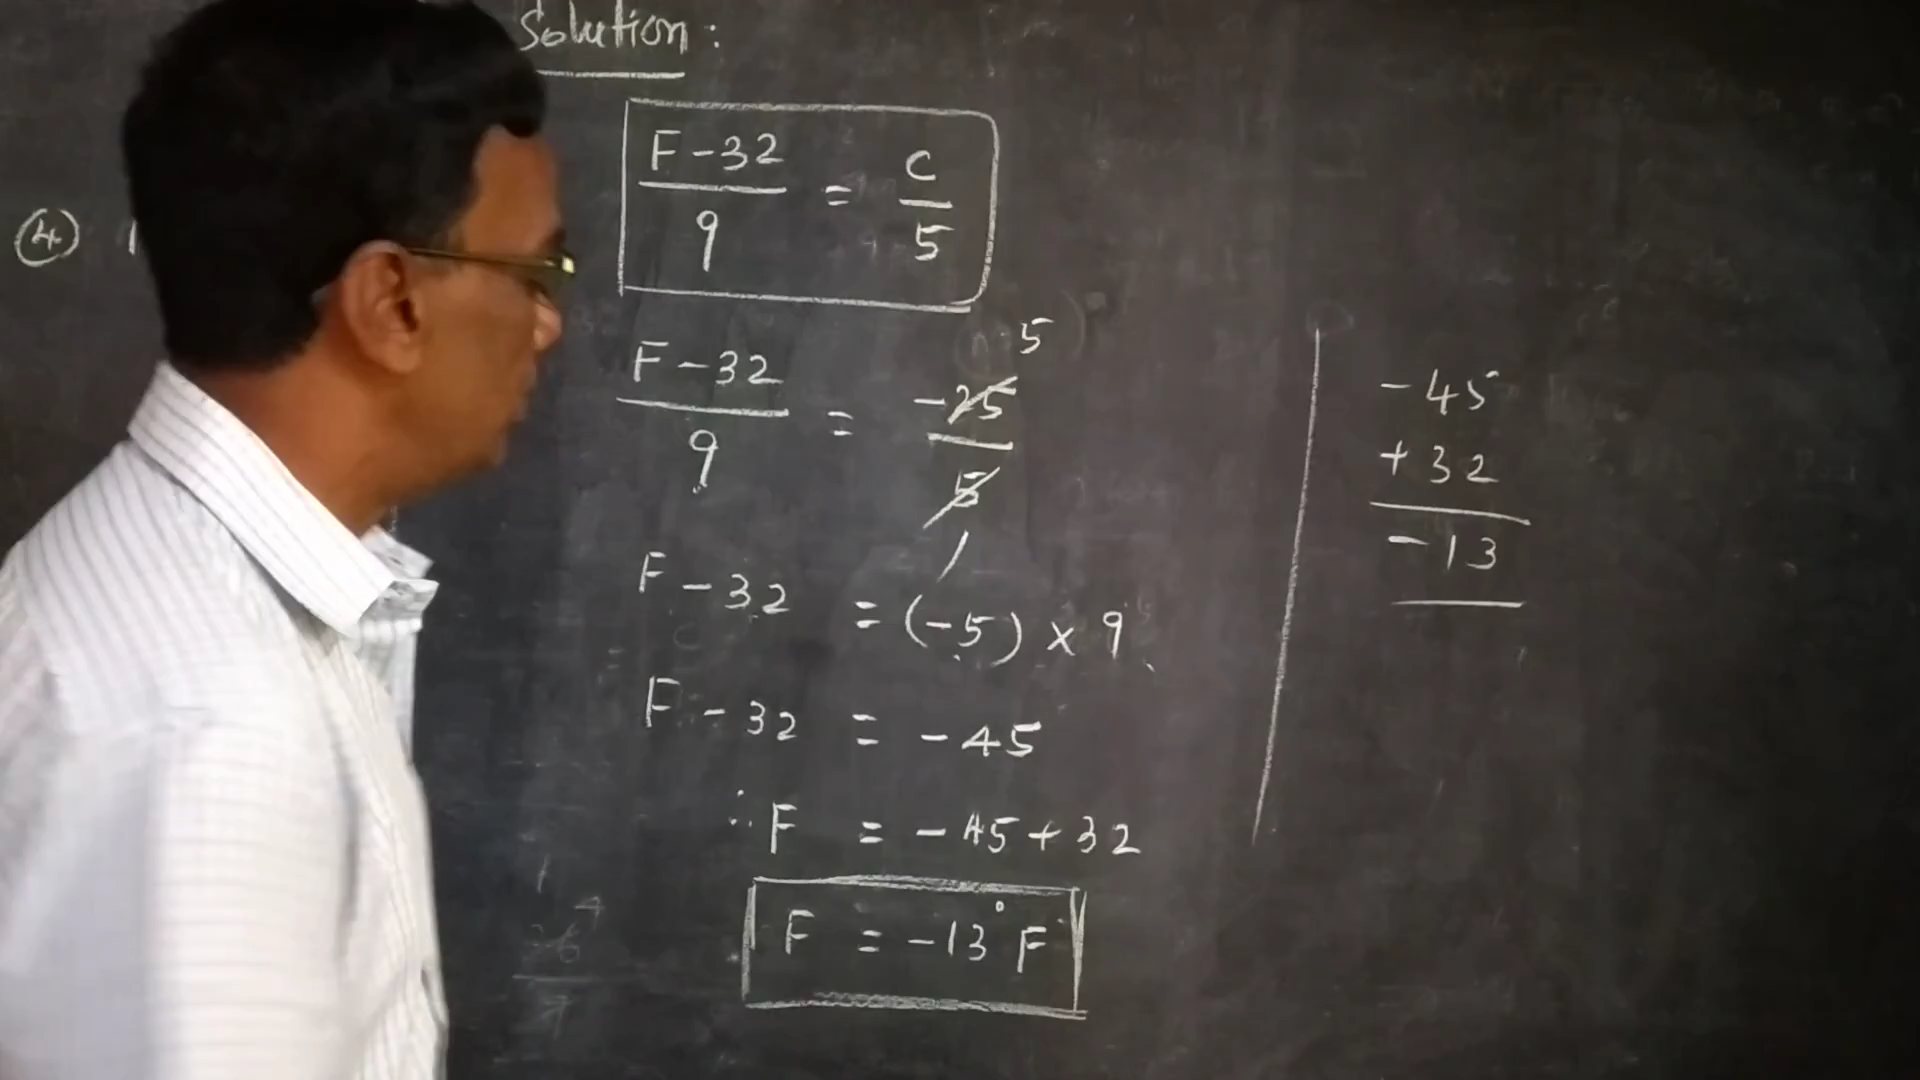 Solution :
F-32 / 9 = C / 5
④
F-32 / 9 = -25 / 5
5
1
F-32 = (-5) x 9
F-32 = -45
∴ F = -45+32
F = -13° F
-45
+32
-13